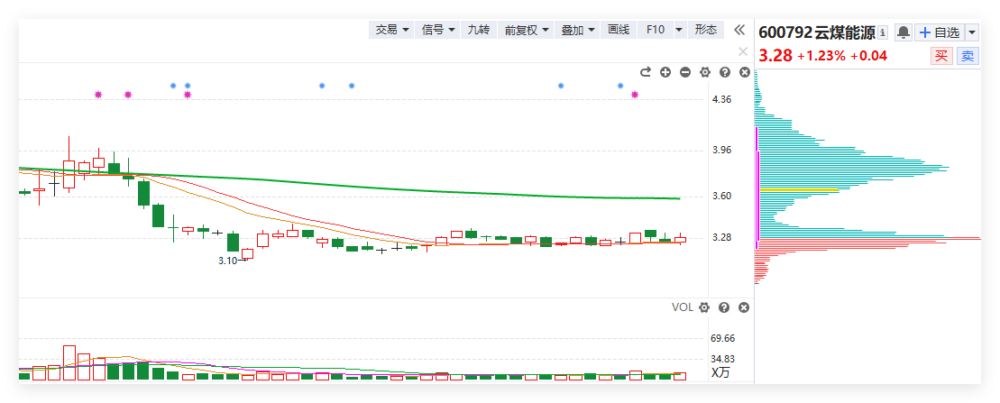 交易 信号 九转 前复权 叠加 画线 F10 形态
600792 云煤能源 自选
3.28 +1.23% +0.04 买 卖
4.36
3.96
3.60
3.28
3.10
VOL
69.66
34.83
X万